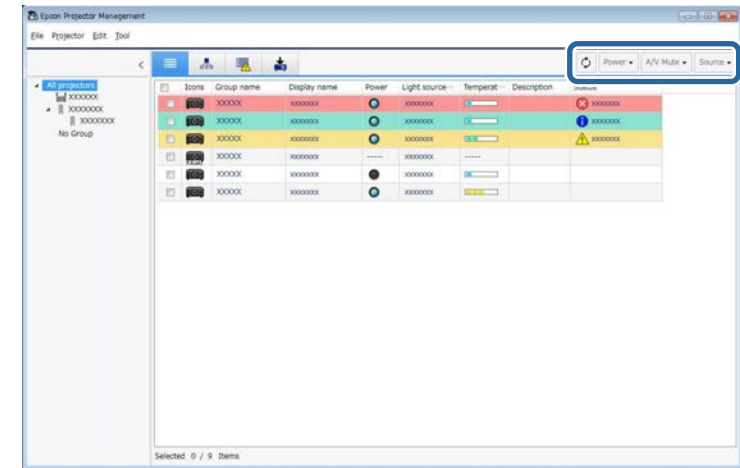 Epson Projector Management
File Projector Edit Tool
Power A/V Mute Source
All projectors
XXXXXX
XXXXXXX
XXXXXXX
No Group
Icons Group name Display name Power Light source··· Temperat··· Description
XXXXX XXXXXXX XXXXXXX XXXXXXX
XXXXX XXXXXXX XXXXXXX XXXXXXX
XXXXX XXXXXXX XXXXXXX XXXXXXX
XXXXX XXXXXXX ----- XXXXXXX -----
XXXXX XXXXXXX XXXXXXX
XXXXX XXXXXXX XXXXXXX
Selected 0 / 9 Items